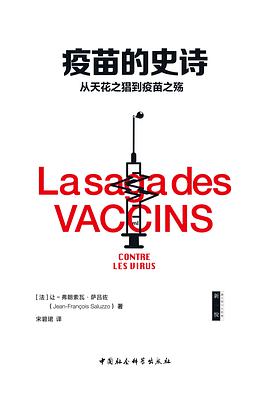 疫苗的史诗
从天花之猖到疫苗之殇
La saga des
VACCINS
CONTRE
LES VIRUS
[法]让-弗朗索瓦·萨吕佐
(Jean-François Saluzzo) 著
宋碧珺 译
新悦
中国社会科学出版社